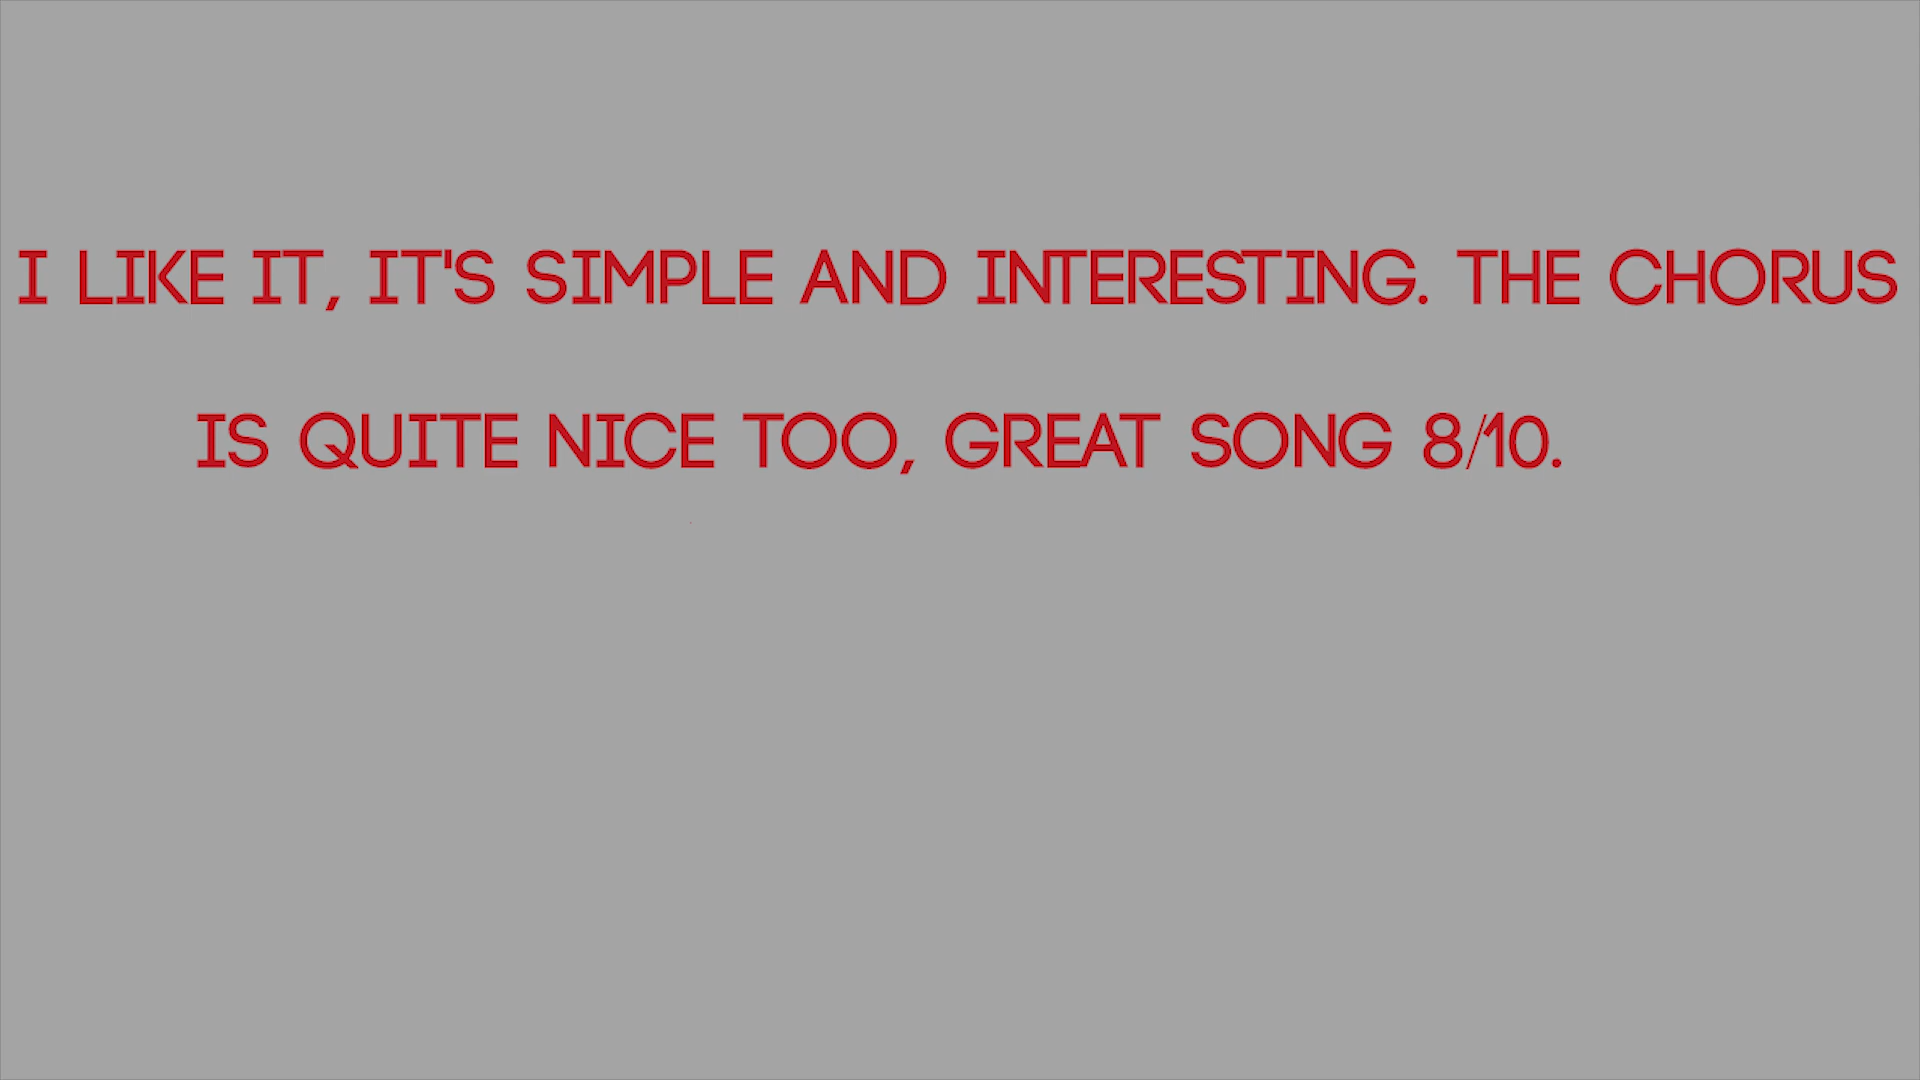 I LIKE IT, IT'S SIMPLE AND INTERESTING. THE CHORUS
IS QUITE NICE TOO, GREAT SONG 8/10.